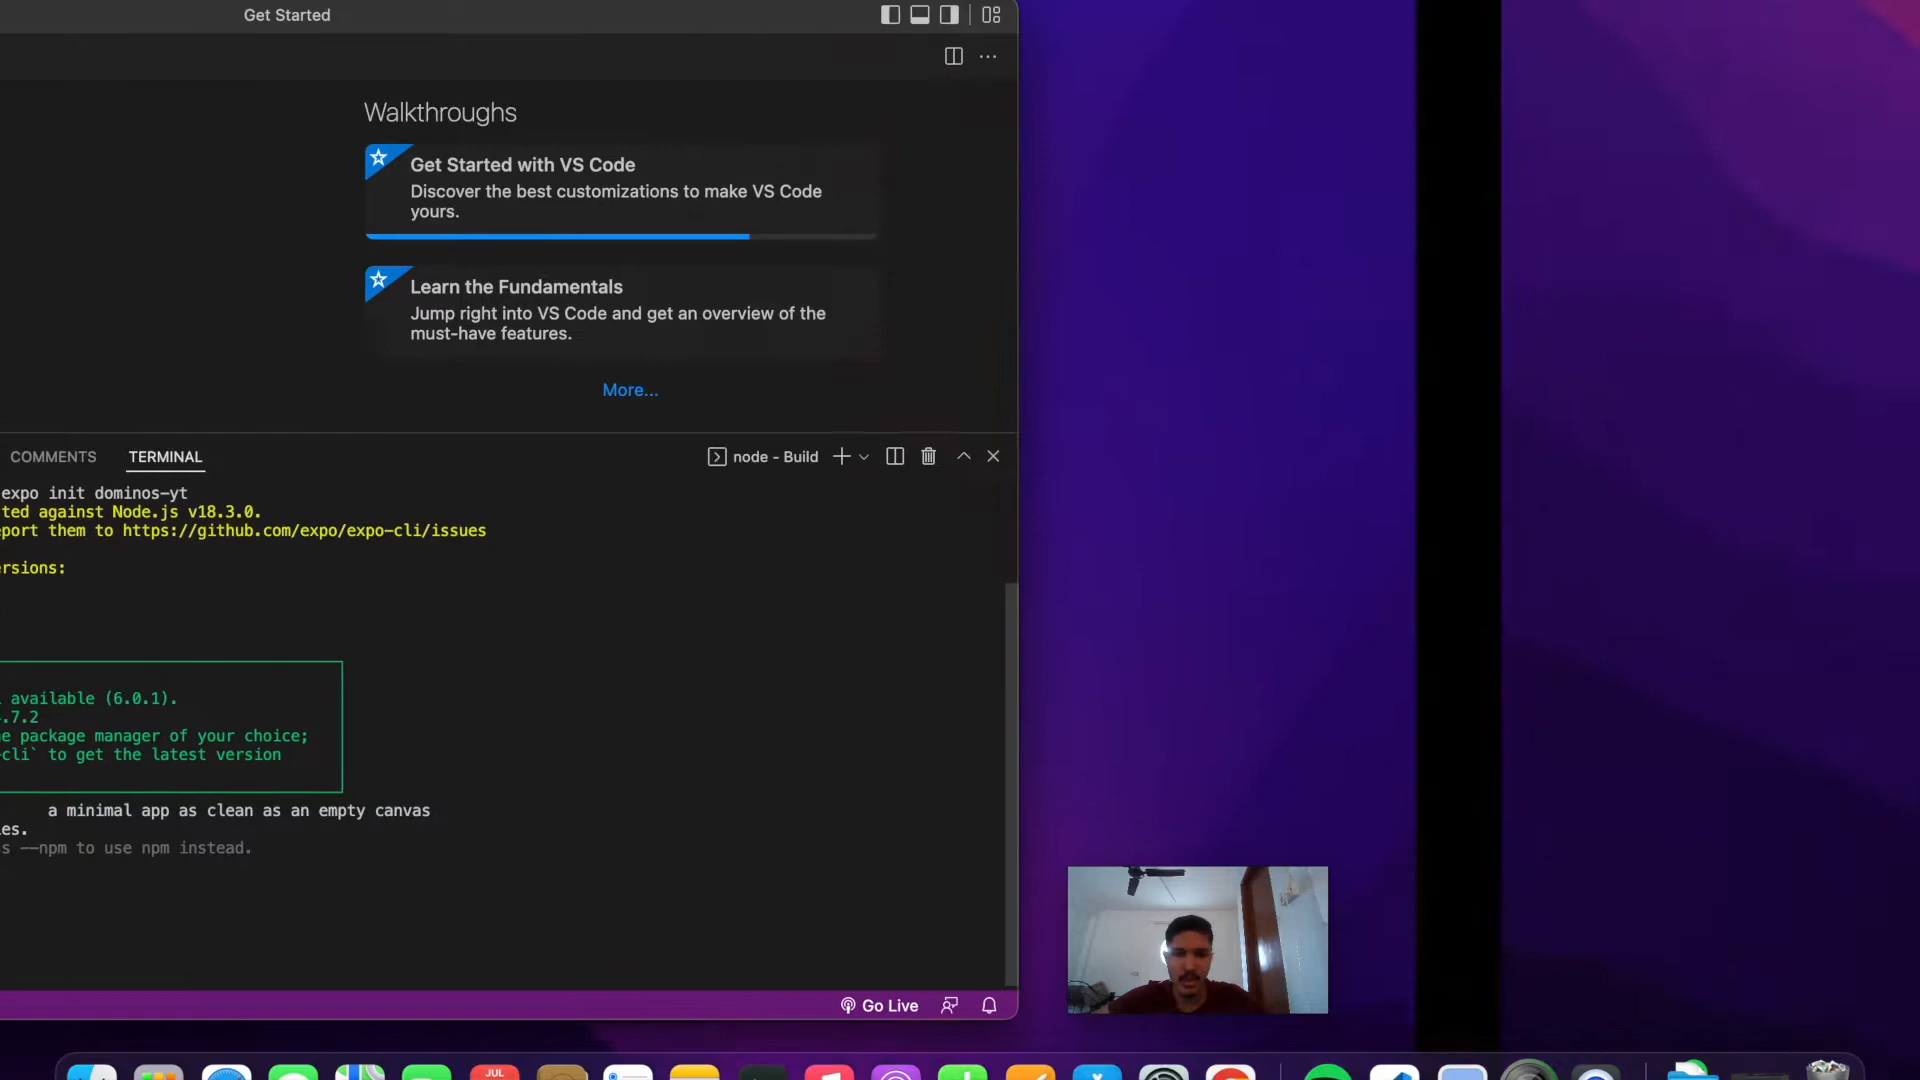 Get Started
Walkthroughs
Get Started with VS Code
Discover the best customizations to make VS Code
yours.
Learn the Fundamentals
Jump right into VS Code and get an overview of the
must-have features.
More...
COMMENTS
TERMINAL
node - Build
expo init dominos-yt
ted against Node.js v18.3.0.
port them to https://github.com/expo/expo-cli/issues
ersions:
available (6.0.1).
.7.2
e package manager of your choice;
cli` to get the latest version
a minimal app as clean as an empty canvas
es.
s --npm to use npm instead.
Go Live
JUL